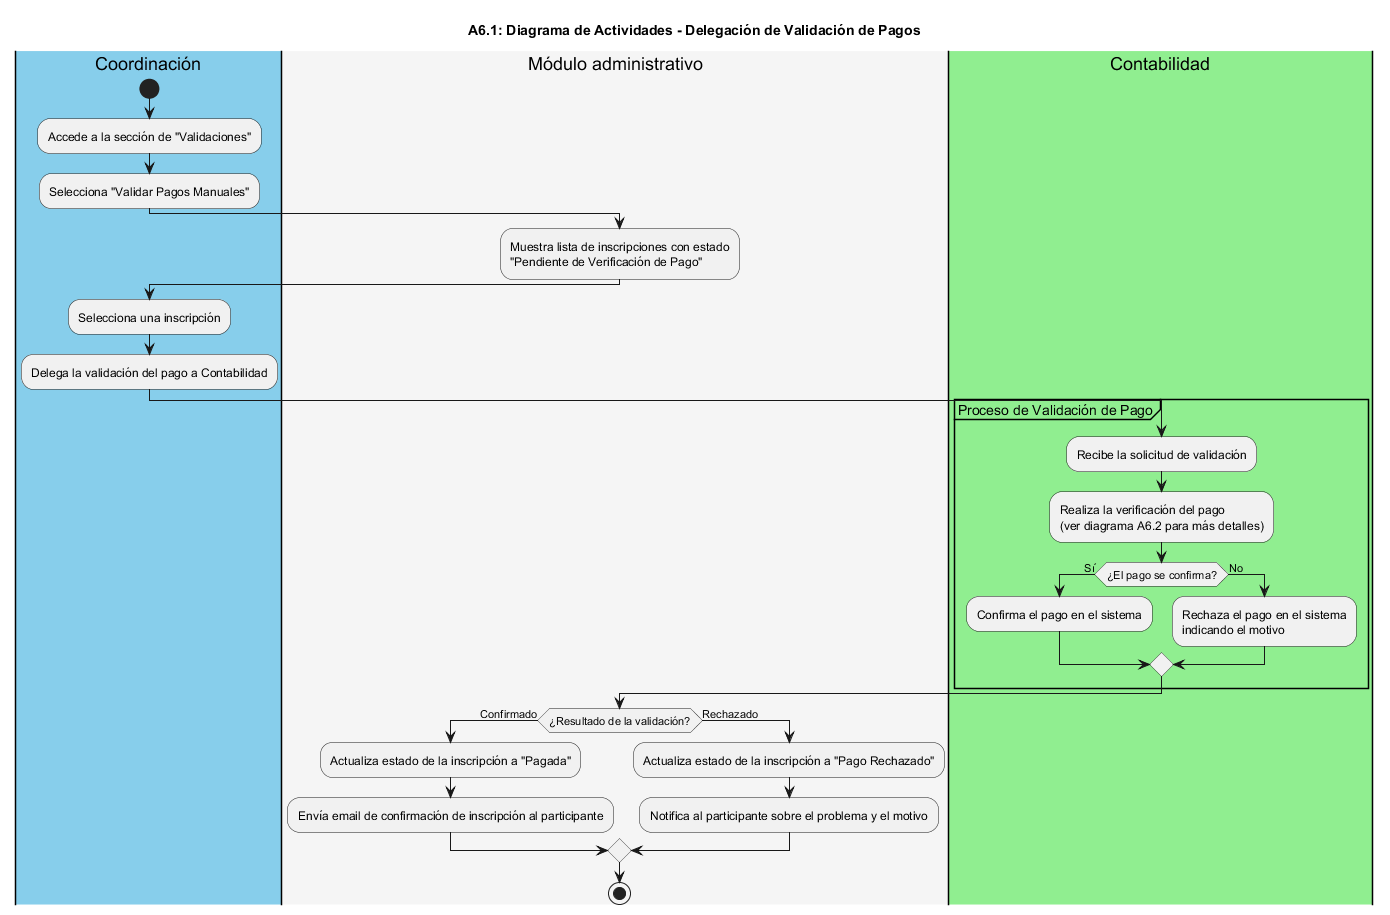 A6.1: Diagrama de Actividades - Delegación de Validación de Pagos
Coordinación
Módulo administrativo
Contabilidad
Accede a la sección de "Validaciones"
Selecciona "Validar Pagos Manuales"
Muestra lista de inscripciones con estado
"Pendiente de Verificación de Pago"
Selecciona una inscripción
Delega la validación del pago a Contabilidad
Proceso de Validación de Pago
Recibe la solicitud de validación
Realiza la verificación del pago
(ver diagrama A6.2 para más detalles)
Sí
¿El pago se confirma?
No
Confirma el pago en el sistema
Rechaza el pago en el sistema
indicando el motivo
Confirmado
¿Resultado de la validación?
Rechazado
Actualiza estado de la inscripción a "Pagada"
Actualiza estado de la inscripción a "Pago Rechazado"
Envía email de confirmación de inscripción al participante
Notifica al participante sobre el problema y el motivo